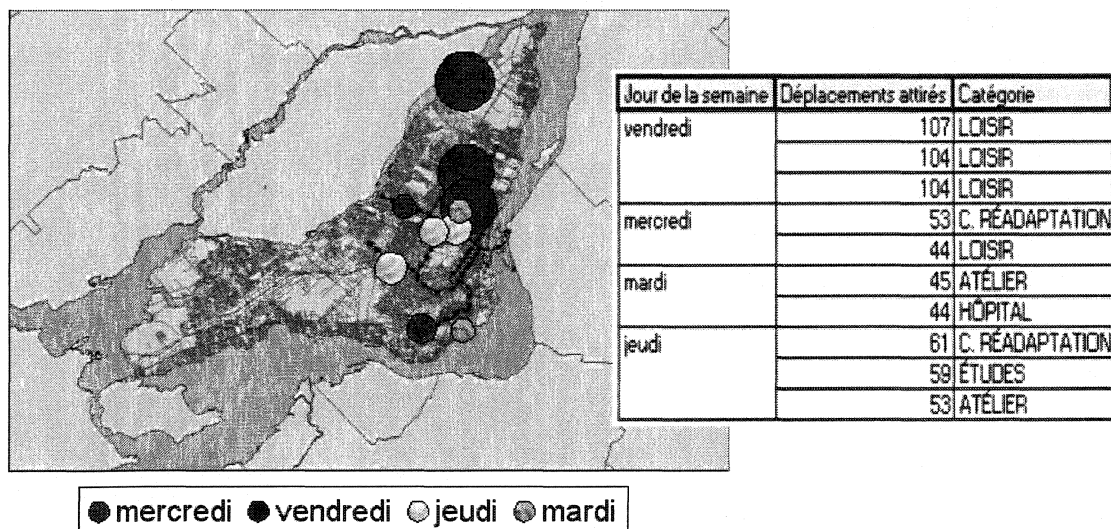 Jour de la semaine Déplacements attirés Catégorie
vendredi 107 LOISIR
104 LOISIR
104 LOISIR
mercredi 53 C. RÉADAPTATION
44 LOISIR
mardi 45 ATÉLIER
44 HÔPITAL
jeudi 61 C. RÉADAPTATION
59 ÉTUDES
53 ATÉLIER
mercredi vendredi jeudi mardi